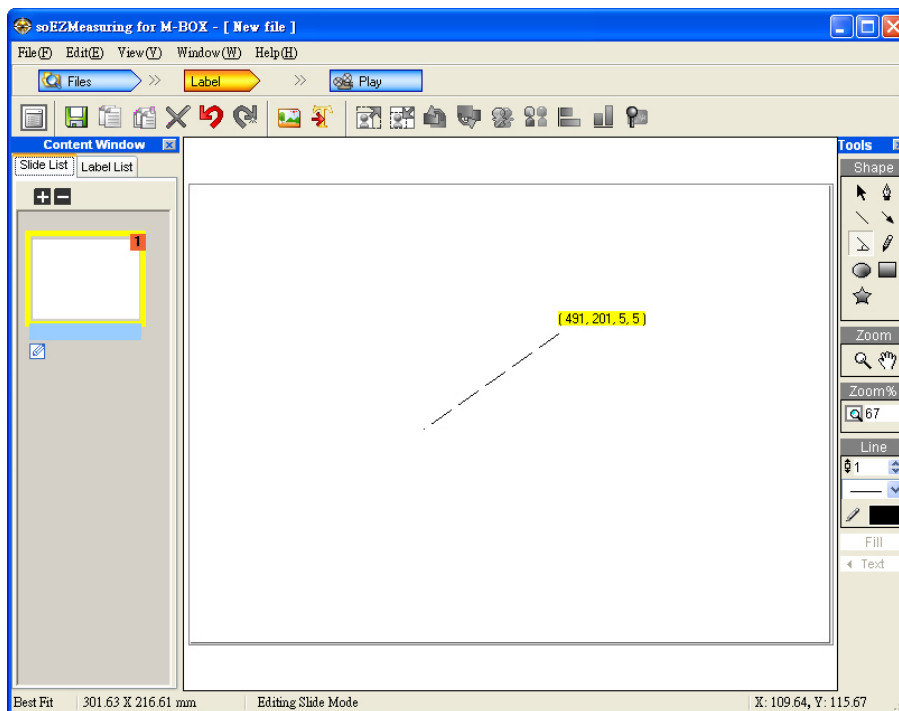 soEZMeasuring for M-BOX - [ New file ]
File(F) Edit(E) View(V) Window(W) Help(H)
Files >> Label >> Play
Content Window
Slide List Label List
1
( 491, 201, 5, 5 )
Tools
Shape
Zoom
Zoom%
67
Line
1
Fill
Text
Best Fit 301.63 X 216.61 mm Editing Slide Mode X: 109.64, Y: 115.67